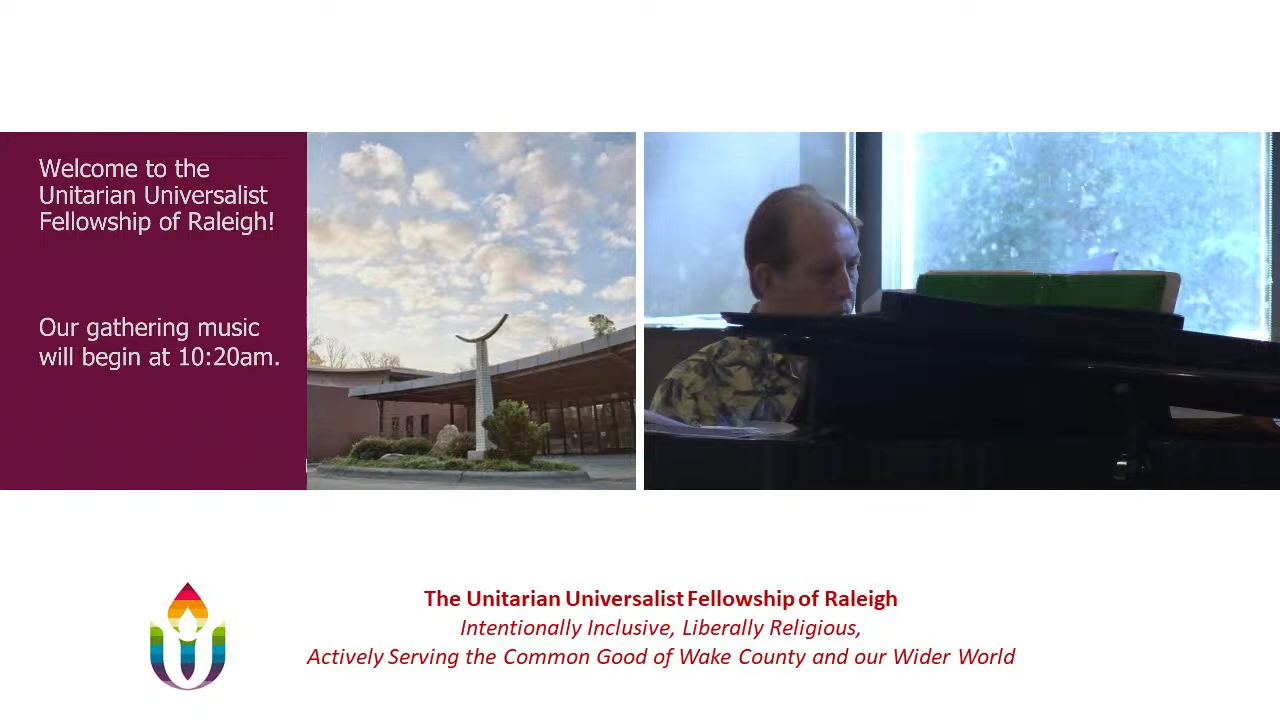 Welcome to the
Unitarian Universalist
Fellowship of Raleigh!
Our gathering music
will begin at 10:20am.
The Unitarian Universalist Fellowship of Raleigh
Intentionally Inclusive, Liberally Religious,
Actively Serving the Common Good of Wake County and our Wider World